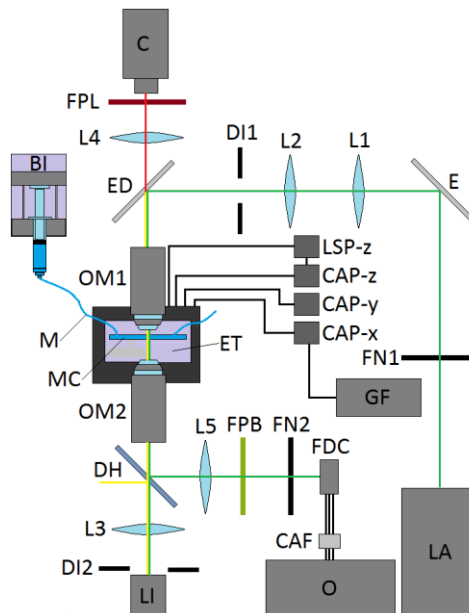 C
FPL
L4
DI1
L2
L1
BI
ED
E
OM1
LSP-z
CAP-z
CAP-y
CAP-x
M
ET
MC
FN1
GF
OM2
L5
FPB
FN2
FDC
DH
L3
CAF
LA
DI2
LI
O